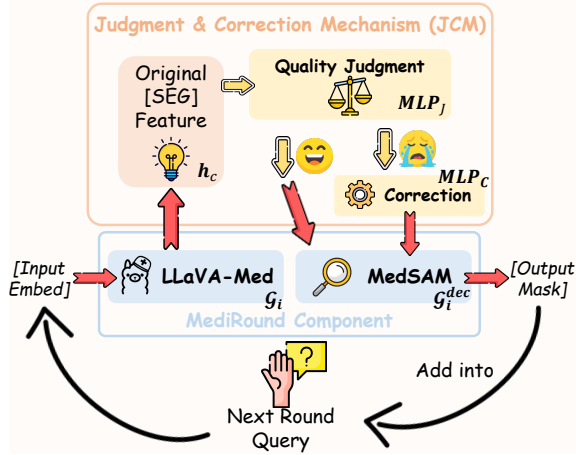 Judgment & Correction Mechanism (JCM)
Original
[SEG]
Feature
h_c
Quality Judgment
MLP_J
MLP_C
Correction
[Input
Embed]
LLaVA-Med
G_i
MedSAM
G_i^dec
[Output
Mask]
MediRound Component
?
Add into
Next Round
Query